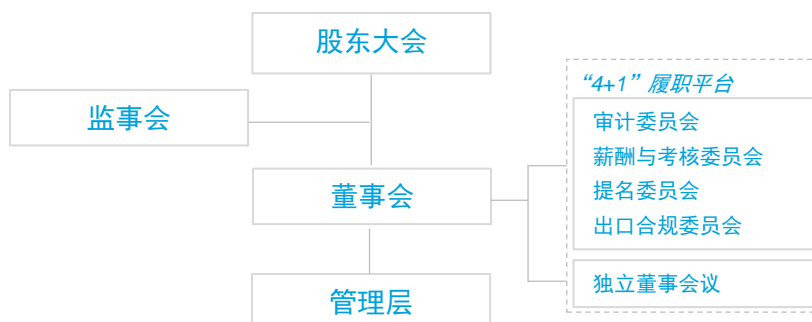 股东大会
监事会
董事会
管理层
“4+1”履职平台
审计委员会
薪酬与考核委员会
提名委员会
出口合规委员会
独立董事会议